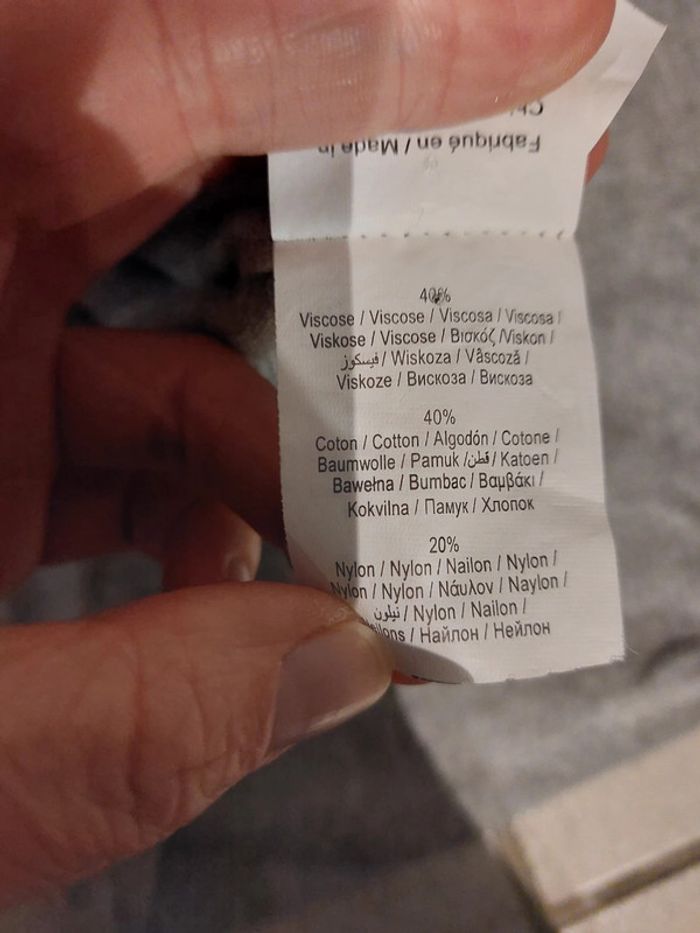 Fabriqué en / Made in
40%
Viscose / Viscose / Viscosa / Viscosa /
Viskose / Viscose / Βισκόζ /Viskon /
فيسكوز / Wiskoza / Vâscoză /
Viskoze / Вискоза / Вискоза
40%
Coton / Cotton / Algodón / Cotone /
Baumwolle / Pamuk /قطن/ Katoen /
Bawełna / Bumbac / Βαμβάκι /
Kokvilna / Памук / Хлопок
20%
Nylon / Nylon / Nailon / Nylon /
Nylon / Nylon / Νάυλον / Naylon /
نيلون / Nylon / Nailon /
/ Найлон / Нейлон